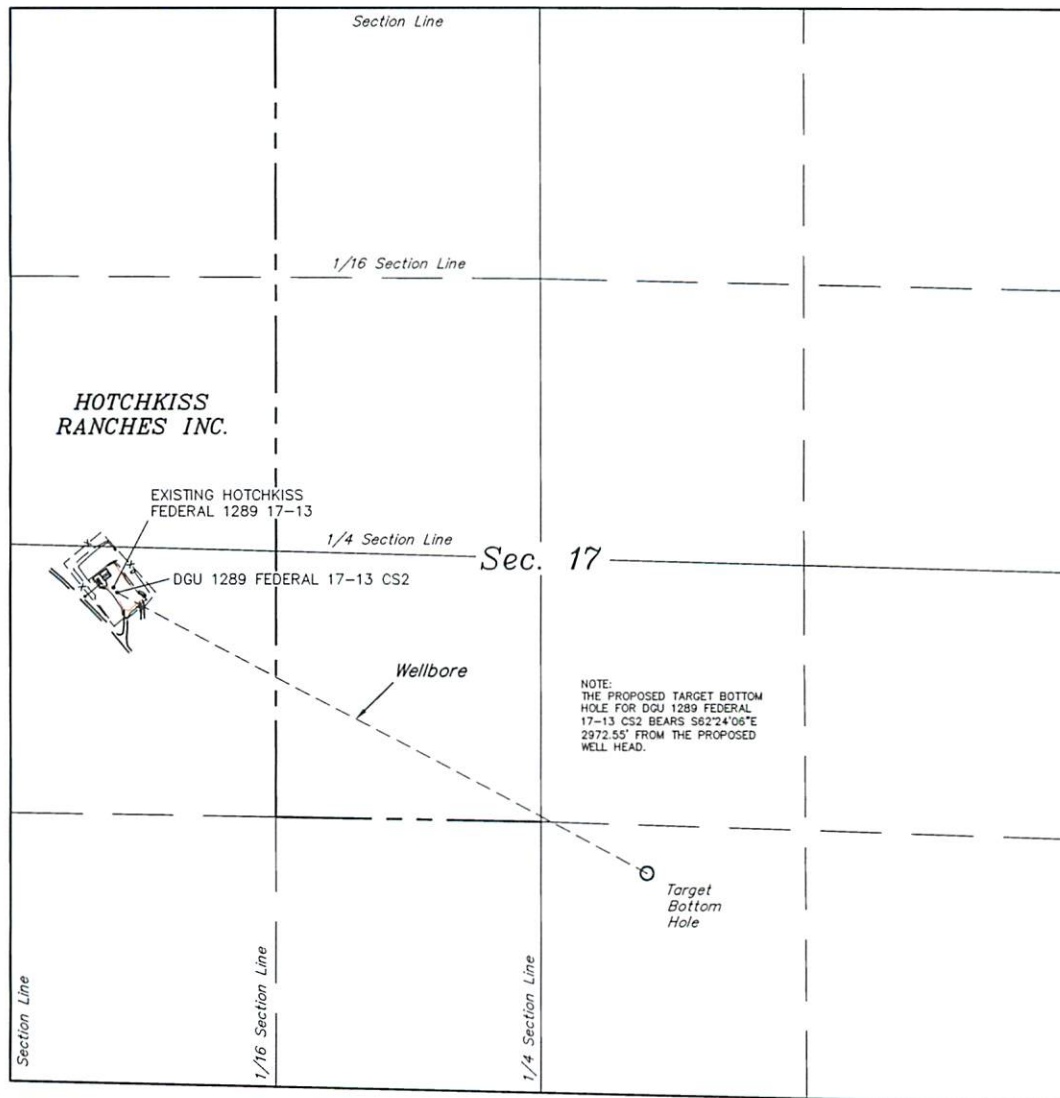 Section Line
1/16 Section Line
HOTCHKISS
RANCHES INC.
EXISTING HOTCHKISS
FEDERAL 1289 17-13
1/4 Section Line
Sec. 17
DGU 1289 FEDERAL 17-13 CS2
Wellbore
NOTE:
THE PROPOSED TARGET BOTTOM
HOLE FOR DGU 1289 FEDERAL
17-13 CS2 BEARS S62°24'06"E
2972.55' FROM THE PROPOSED
WELL HEAD.
Target
Bottom
Hole
Section Line
1/16 Section Line
1/4 Section Line